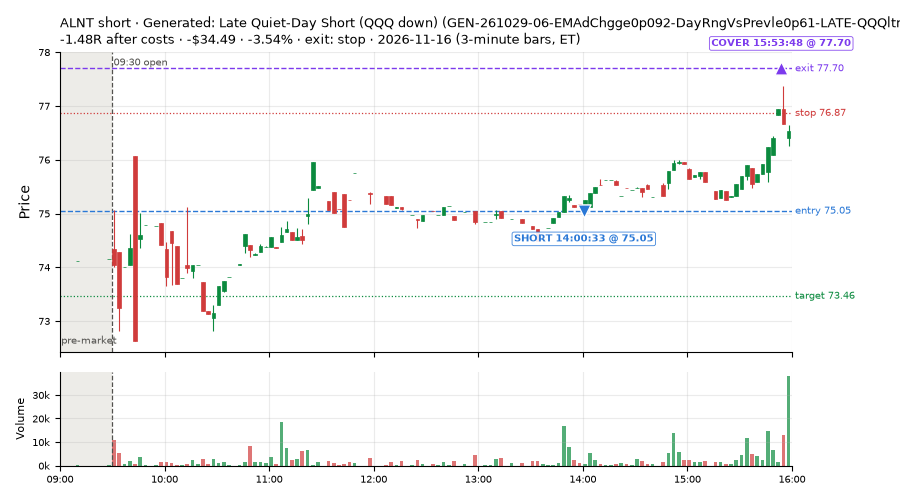 ALNT short · Generated: Late Quiet-Day Short (QQQ down) (GEN-261029-06-EMAdChgge0p092-DayRngVsPrevle0p61-LATE-QQQltr
-1.48R after costs · -$34.49 · -3.54% · exit: stop · 2026-11-16 (3-minute bars, ET)
COVER 15:53:48 @ 77.70
09:30 open
exit 77.70
stop 76.87
entry 75.05
SHORT 14:00:33 @ 75.05
target 73.46
pre-market
Price
78
77
76
75
74
73
Volume
30k
20k
10k
0k
09:00
10:00
11:00
12:00
13:00
14:00
15:00
16:00